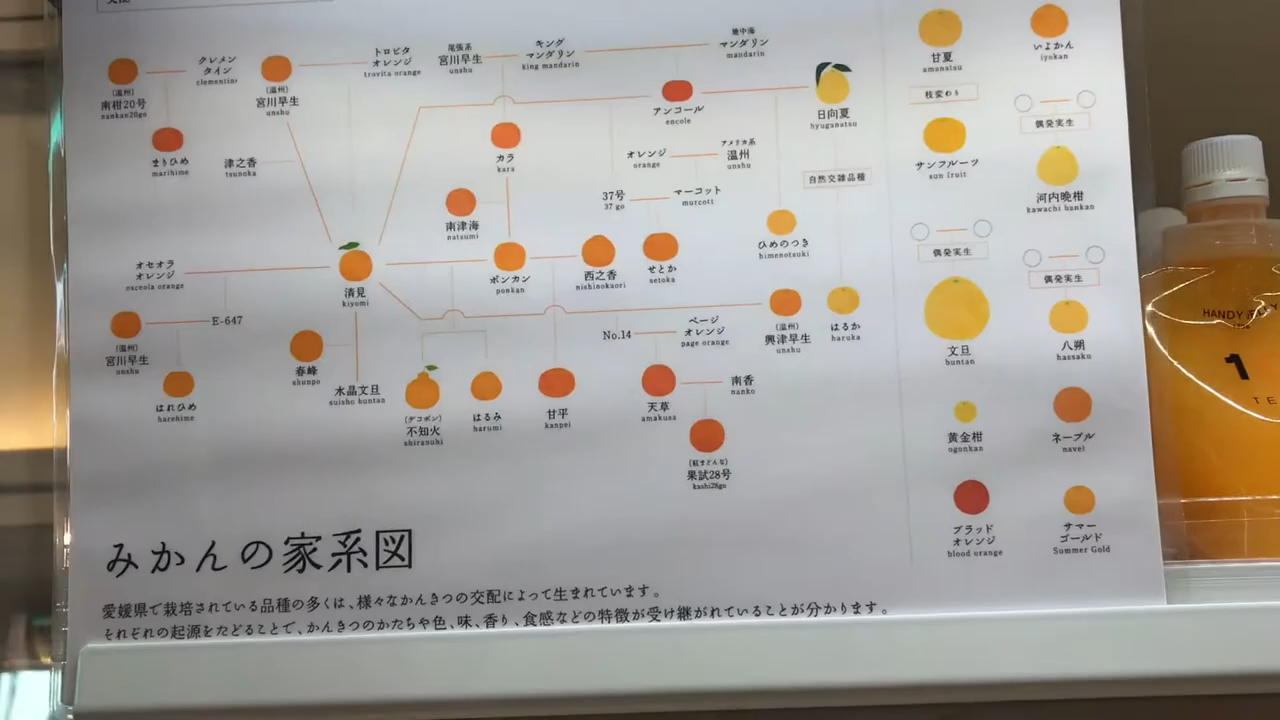 クレメン
タイン
clementine
(温州)
南柑20号
nankan20go
まりひめ
marihime
(温州)
宮川早生
unshu
トロビタ
オレンジ
trovita orange
津之香
tsunoka
尾張系
宮川早生
unshu
キング
マンダリン
king mandarin
地中海
マンダリン
mandarin
アンコール
encole
日向夏
hyuganatsu
カラ
kara
オレンジ
orange
アメリカ系
温州
unshu
自然交雑品種
37号
37 go
マーコット
murcott
南津海
natsumi
ひめのつき
himenotsuki
オセオラ
オレンジ
osceola orange
清見
kiyomi
ポンカン
ponkan
西之香
nishinokaori
せとか
setoka
E-647
(温州)
宮川早生
unshu
はれひめ
harehime
春峰
shunpo
水晶文旦
suisho buntan
(デコポン)
不知火
shiranuhi
はるみ
harumi
甘平
kanpei
No.14
ページ
オレンジ
page orange
(温州)
興津早生
unshu
はるか
haruka
天草
amakusa
南香
nanko
(紅まどんな)
果試28号
kashi28go
甘夏
amanatsu
枝変わり
サンフルーツ
sun fruit
いよかん
iyokan
偶発実生
河内晩柑
kawachi bankan
偶発実生
文旦
buntan
偶発実生
八朔
hassaku
黄金柑
ogonkan
ネーブル
navel
ブラッド
オレンジ
blood orange
サマー
ゴールド
Summer Gold
みかんの家系図
愛媛県で栽培されている品種の多くは、様々なかんきつの交配によって生まれています。
それぞれの起源をたどることで、かんきつのかたちや色、味、香り、食感などの特徴が受け継がれていることが分かります。
HANDY
1
TE